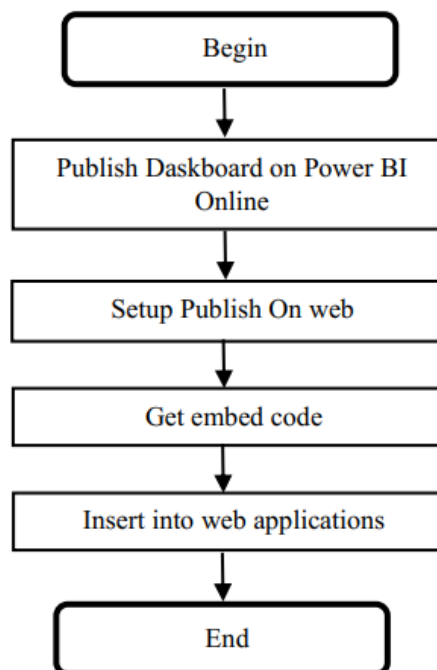 Begin
Publish Daskboard on Power BI
Online
Setup Publish On web
Get embed code
Insert into web applications
End